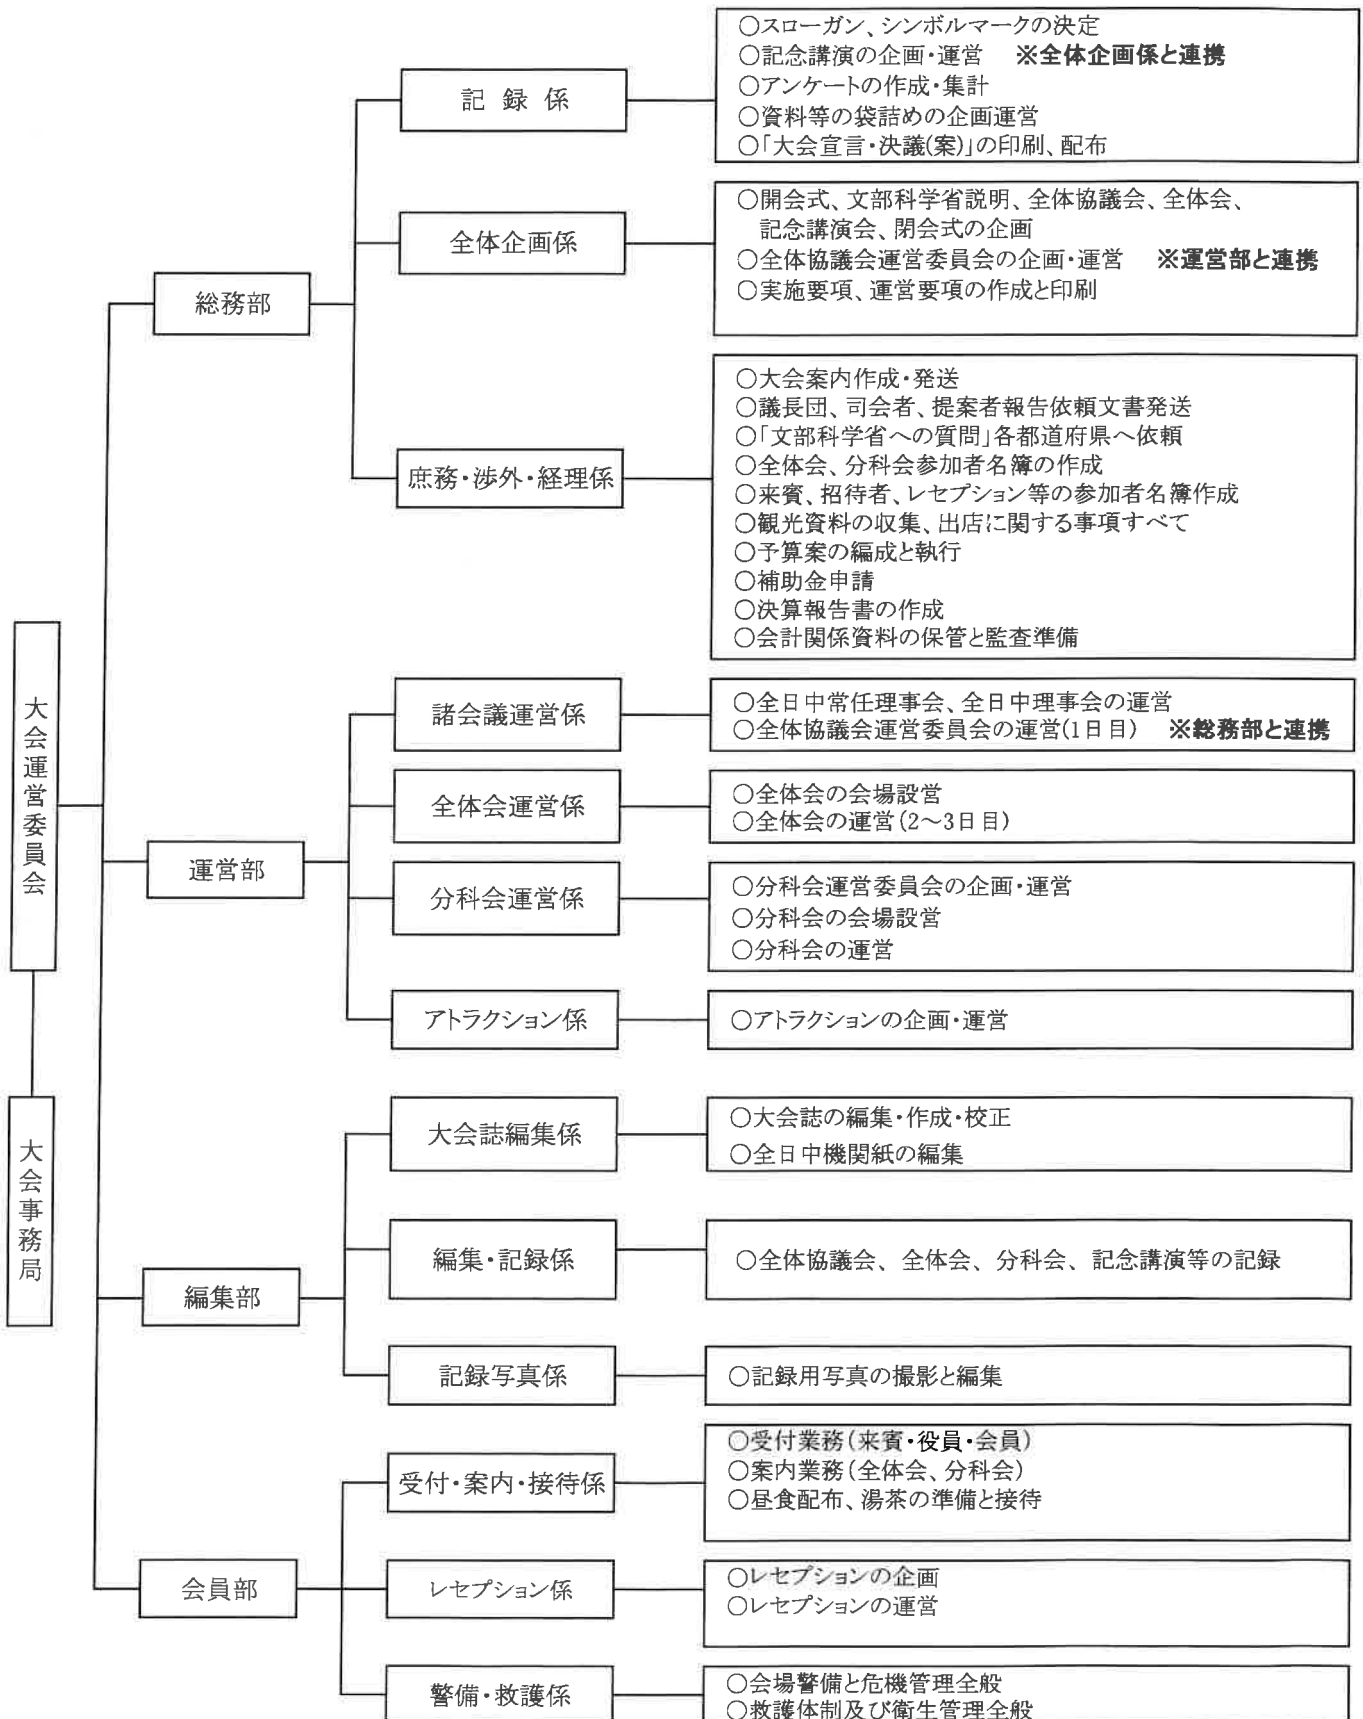 大会運営委員会
大会事務局
総務部
記録係
○スローガン、シンボルマークの決定
○記念講演の企画・運営　※全体企画係と連携
○アンケートの作成・集計
○資料等の袋詰めの企画運営
○「大会宣言・決議(案)」の印刷、配布
全体企画係
○開会式、文部科学省説明、全体協議会、全体会、
記念講演会、閉会式の企画
○全体協議会運営委員会の企画・運営　※運営部と連携
○実施要項、運営要項の作成と印刷
庶務・渉外・経理係
○大会案内作成・発送
○議長団、司会者、提案者報告依頼文書発送
○「文部科学省への質問」各都道府県へ依頼
○全体会、分科会参加者名簿の作成
○来賓、招待者、レセプション等の参加者名簿作成
○観光資料の収集、出店に関する事項すべて
○予算案の編成と執行
○補助金申請
○決算報告書の作成
○会計関係資料の保管と監査準備
運営部
諸会議運営係
○全日中常任理事会、全日中理事会の運営
○全体協議会運営委員会の運営(1日目)　※総務部と連携
全体会運営係
○全体会の会場設営
○全体会の運営(2～3日目)
分科会運営係
○分科会運営委員会の企画・運営
○分科会の会場設営
○分科会の運営
アトラクション係
○アトラクションの企画・運営
編集部
大会誌編集係
○大会誌の編集・作成・校正
○全日中機関紙の編集
編集・記録係
○全体協議会、全体会、分科会、記念講演等の記録
記録写真係
○記録用写真の撮影と編集
会員部
受付・案内・接待係
○受付業務(来賓・役員・会員)
○案内業務(全体会、分科会)
○昼食配布、湯茶の準備と接待
レセプション係
○レセプションの企画
○レセプションの運営
警備・救護係
○会場警備と危機管理全般
○救護体制及び衛生管理全般